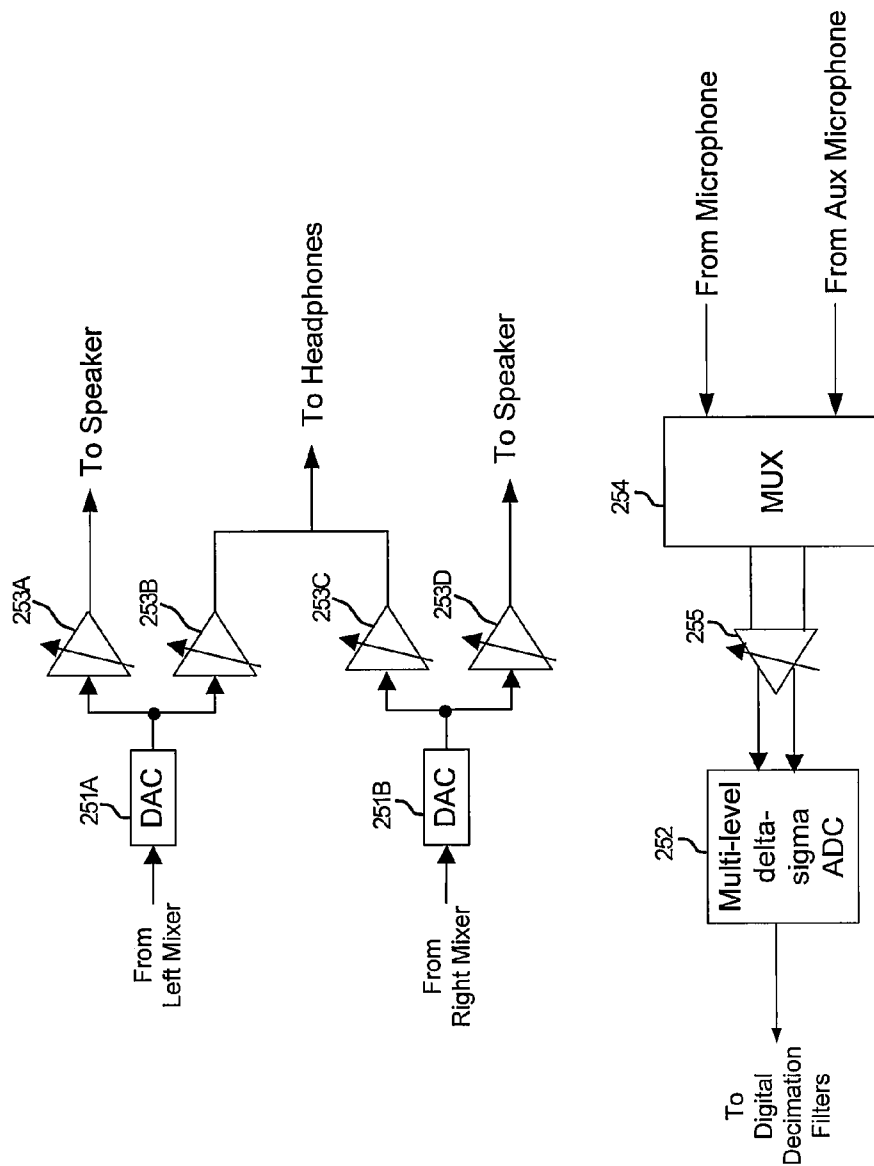 253A
To Speaker
251A
DAC
From
Left Mixer
253B
To Headphones
253C
251B
DAC
From
Right Mixer
253D
To Speaker
To
Digital
Decimation
Filters
252
Multi-level
delta-
sigma
ADC
255
254
MUX
From Microphone
From Aux Microphone